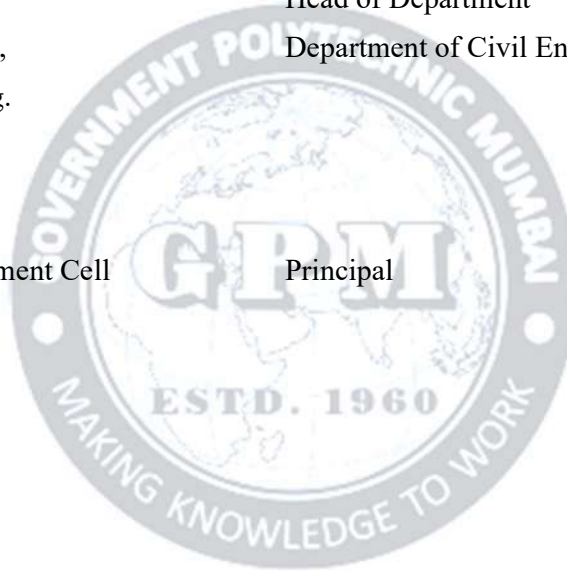 Head of Department
, Department of Civil En
g.
ment Cell Principal
GOVERNMENT POLYTECHNIC MUMBAI
GPM
ESTD. 1960
MAKING KNOWLEDGE TO WORK